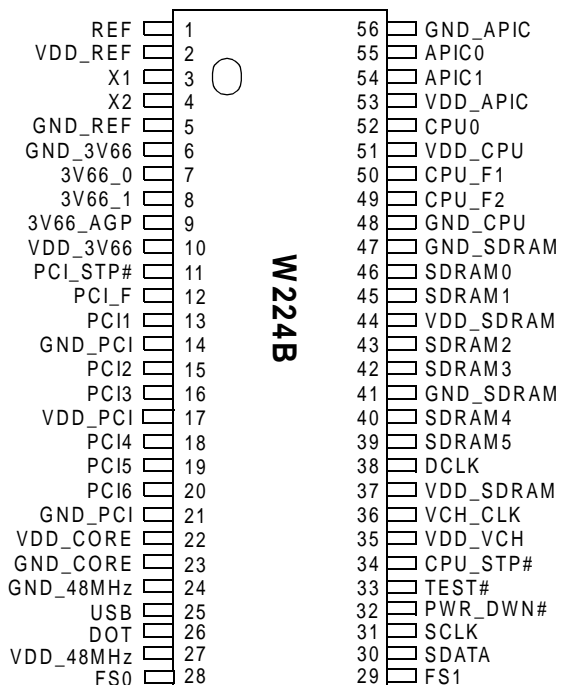 REF 1 56 GND_APIC
VDD_REF 2 55 APIC0
X1 3 54 APIC1
X2 4 53 VDD_APIC
GND_REF 5 52 CPU0
GND_3V66 6 51 VDD_CPU
3V66_0 7 50 CPU_F1
3V66_1 8 49 CPU_F2
3V66_AGP 9 48 GND_CPU
VDD_3V66 10 47 GND_SDRAM
PCI_STP# 11 46 SDRAM0
PCI_F 12 45 SDRAM1
PCI1 13 44 VDD_SDRAM
GND_PCI 14 43 SDRAM2
PCI2 15 42 SDRAM3
PCI3 16 41 GND_SDRAM
VDD_PCI 17 40 SDRAM4
PCI4 18 39 SDRAM5
PCI5 19 38 DCLK
PCI6 20 37 VDD_SDRAM
GND_PCI 21 36 VCH_CLK
VDD_CORE 22 35 VDD_VCH
GND_CORE 23 34 CPU_STP#
GND_48MHz 24 33 TEST#
USB 25 32 PWR_DWN#
DOT 26 31 SCLK
VDD_48MHz 27 30 SDATA
FS0 28 29 FS1
W224B